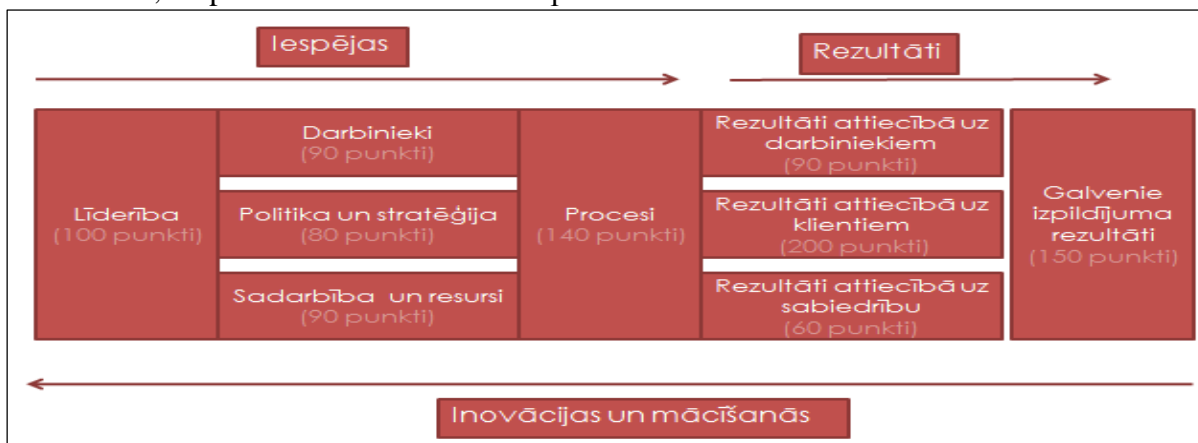 Iespējas
Rezultāti
Līderība
(100 punkti)
Darbinieki
(90 punkti)
Politika un stratēģija
(80 punkti)
Sadarbība un resursi
(90 punkti)
Procesi
(140 punkti)
Rezultāti attiecībā uz
darbiniekiem
(90 punkti)
Rezultāti attiecībā uz
klientiem
(200 punkti)
Rezultāti attiecībā uz
sabiedrību
(60 punkti)
Galvenie
izpildījuma
rezultāti
(150 punkti)
Inovācijas un mācīšanās